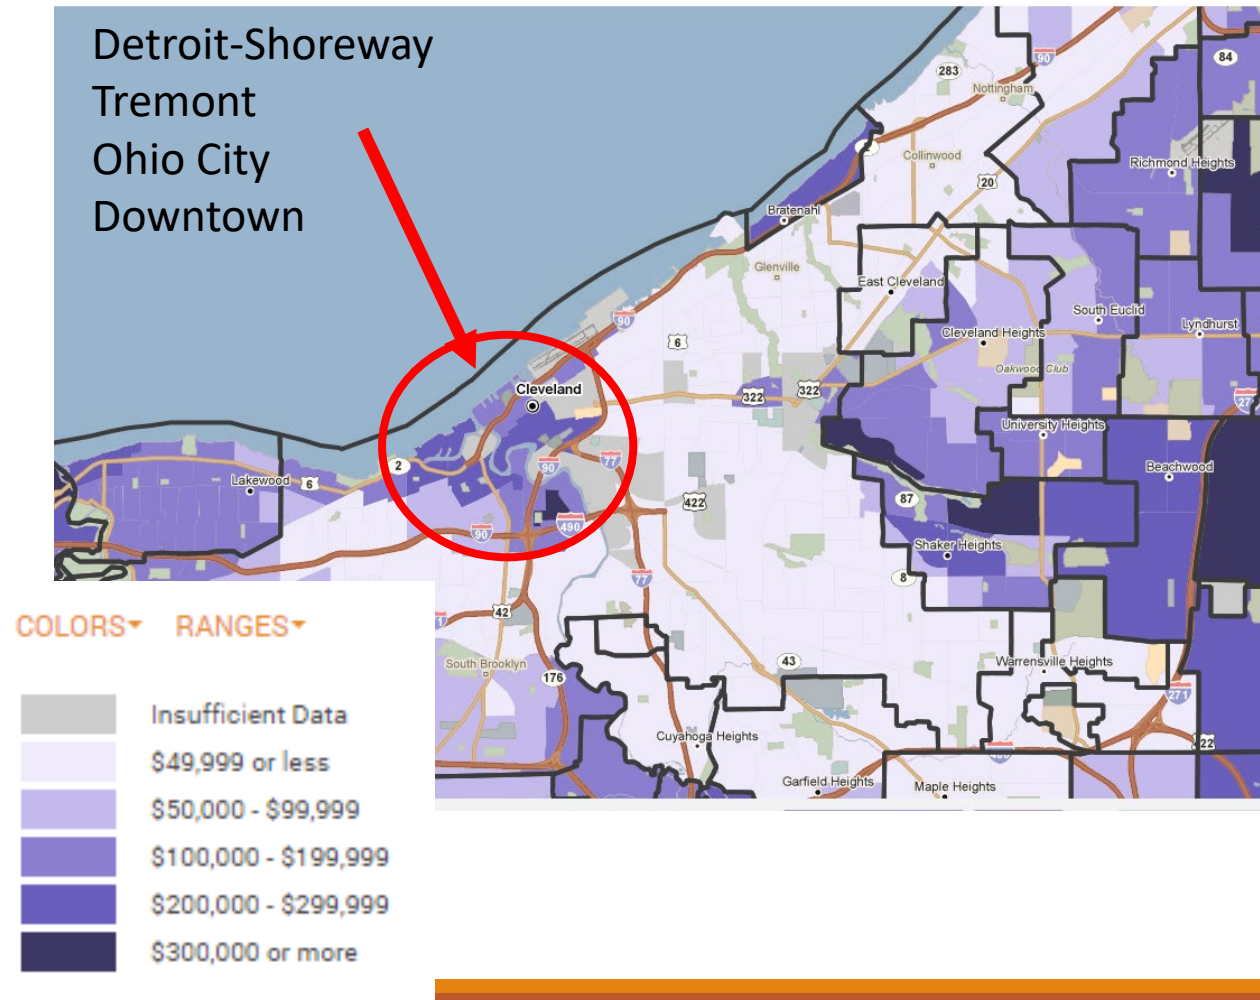 Detroit-Shoreway
Tremont
Ohio City
Downtown
90
84
283
Nottingham
Collinwood
Richmond Heights
20
Bratenahl
Glenville
East Cleveland
South Euclid
Lyndhurst
90
6
Cleveland Heights
Oakwood Club
Cleveland
322
322
271
University Heights
2
90
77
Beachwood
Lakewood
6
422
87
90
490
Shaker Heights
77
8
42
South Brooklyn
176
43
Warrensville Heights
271
Cuyahoga Heights
Garfield Heights
Maple Heights
COLORS RANGES
Insufficient Data
$49,999 or less
$50,000 - $99,999
$100,000 - $199,999
$200,000 - $299,999
$300,000 or more